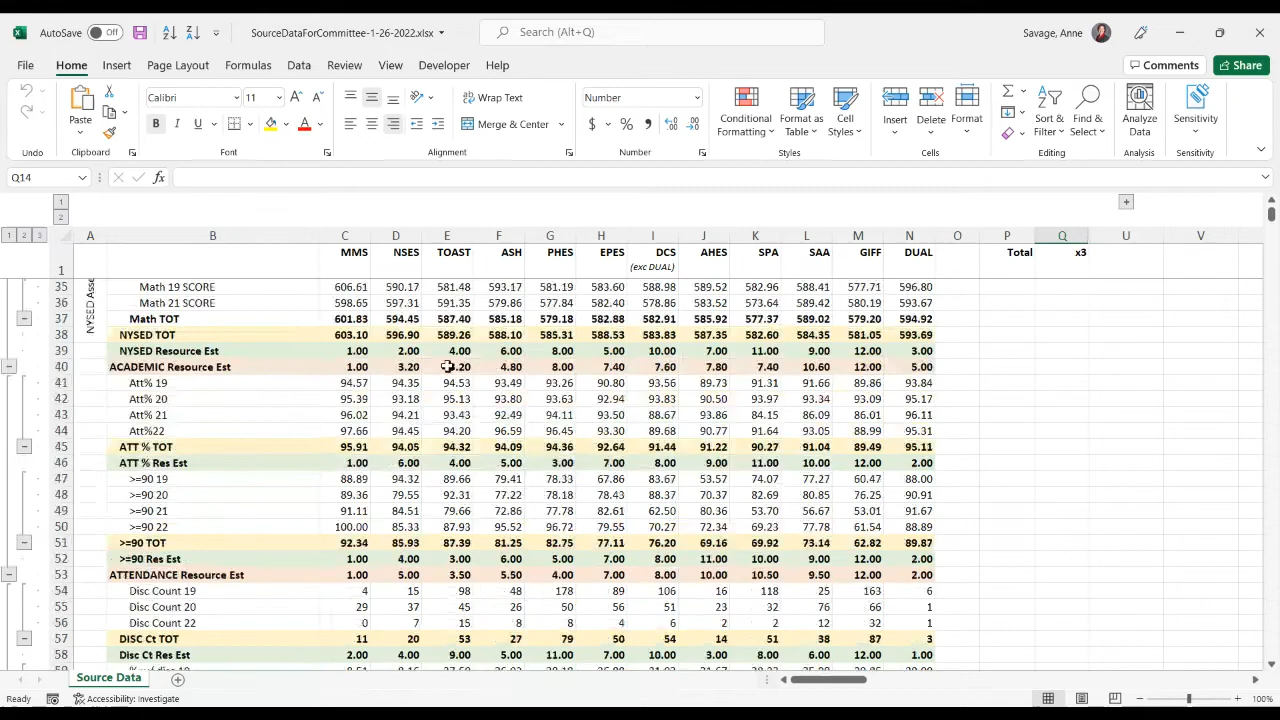 AutoSave Off SourceDataForCommittee-1-26-2022.xlsx Search (Alt+Q) Savage, Anne
File Home Insert Page Layout Formulas Data Review View Developer Help Comments Share
Calibri 11 Wrap Text Number
Paste B I U Merge & Center $ % Conditional Formatting Format as Table Cell Styles Insert Delete Format Sort & Filter Find & Select Analyze Data Sensitivity
Undo Clipboard Font Alignment Number Styles Cells Editing Analysis Sensitivity
Q14 fx
1
2
1 2 3 A B C D E F G H I J K L M N O P Q U V
MMS NSES TOAST ASH PHES EPES DCS AHES SPA SAA GIFF DUAL Total x3
1 (exc DUAL)
NYSED Asse
35 Math 19 SCORE 606.61 590.17 581.48 593.17 581.19 583.60 588.98 589.52 582.96 588.41 577.71 596.80
36 Math 21 SCORE 598.65 597.31 591.35 579.86 577.84 582.40 578.86 583.52 573.64 589.42 580.19 593.67
37 Math TOT 601.83 594.45 587.40 585.18 579.18 582.88 582.91 585.92 577.37 589.02 579.20 594.92
38 NYSED TOT 603.10 596.90 589.26 588.10 585.31 588.53 583.83 587.35 582.60 584.35 581.05 593.69
39 NYSED Resource Est 1.00 2.00 4.00 6.00 8.00 5.00 10.00 7.00 11.00 9.00 12.00 3.00
40 ACADEMIC Resource Est 1.00 3.20 .20 4.80 8.00 7.40 7.60 7.80 7.40 10.60 12.00 5.00
41 Att% 19 94.57 94.35 94.53 93.49 93.26 90.80 93.56 89.73 91.31 91.66 89.86 93.84
42 Att% 20 95.39 93.18 95.13 93.80 93.63 92.94 93.83 90.50 93.97 93.34 93.09 95.17
43 Att% 21 96.02 94.21 93.43 92.49 94.11 93.50 88.67 93.86 84.15 86.09 86.01 96.11
44 Att%22 97.66 94.45 94.20 96.59 96.45 93.30 89.68 90.77 91.64 93.05 88.99 95.31
45 ATT % TOT 95.91 94.05 94.32 94.09 94.36 92.64 91.44 91.22 90.27 91.04 89.49 95.11
46 ATT % Res Est 1.00 6.00 4.00 5.00 3.00 7.00 8.00 9.00 11.00 10.00 12.00 2.00
47 >=90 19 88.89 94.32 89.66 79.41 78.33 67.86 83.67 53.57 74.07 77.27 60.47 88.00
48 >=90 20 89.36 79.55 92.31 77.22 78.18 78.43 88.37 70.37 82.69 80.85 76.25 90.91
49 >=90 21 91.11 84.51 79.66 72.86 77.78 82.61 62.50 80.36 53.70 56.67 53.01 91.67
50 >=90 22 100.00 85.33 87.93 95.52 96.72 79.55 70.27 72.34 69.23 77.78 61.54 88.89
51 >=90 TOT 92.34 85.93 87.39 81.25 82.75 77.11 76.20 69.16 69.92 73.14 62.82 89.87
52 >=90 Res Est 1.00 4.00 3.00 6.00 5.00 7.00 8.00 11.00 10.00 9.00 12.00 2.00
53 ATTENDANCE Resource Est 1.00 5.00 3.50 5.50 4.00 7.00 8.00 10.00 10.50 9.50 12.00 2.00
54 Disc Count 19 4 15 98 48 178 89 106 16 118 25 163 6
55 Disc Count 20 29 37 45 26 50 56 51 23 32 76 66 1
56 Disc Count 22 0 7 15 8 8 4 6 2 2 12 32 1
57 DISC Ct TOT 11 20 53 27 79 50 54 14 51 38 87 3
58 Disc Ct Res Est 2.00 4.00 9.00 5.00 11.00 7.00 10.00 3.00 8.00 6.00 12.00 1.00
Source Data
Ready Accessibility: Investigate 100%